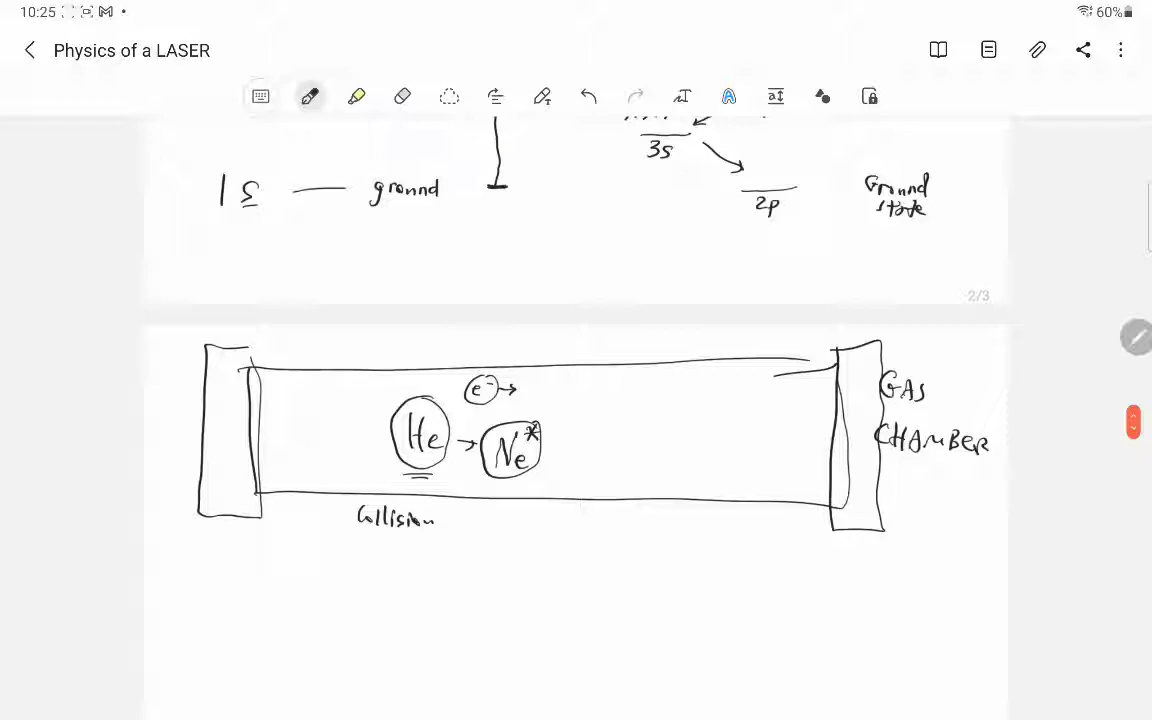 10:25
60%
Physics of a LASER
3s
1s ground
2p
Ground
state
2/3
e⁻
GAS
He
Ne*
CHAMBER
Collision